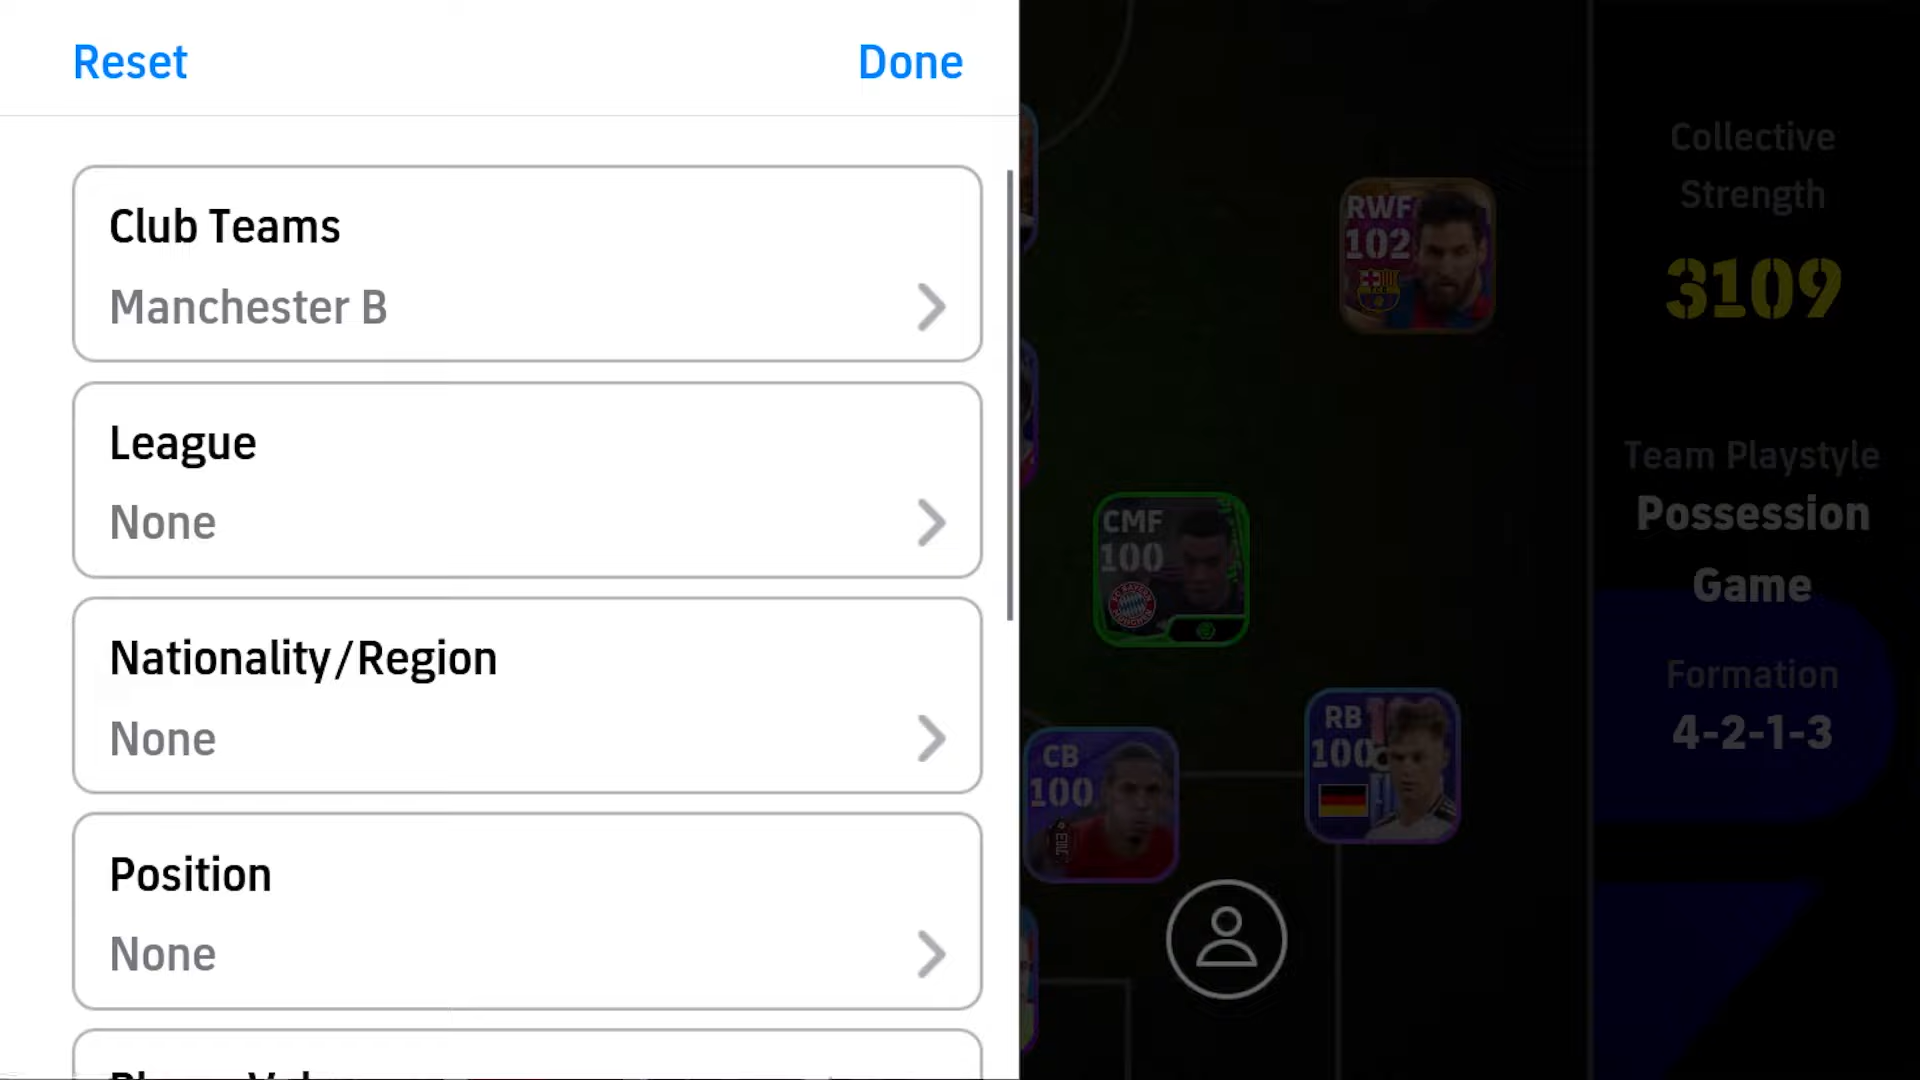 Reset
Done
Club Teams
Manchester B
League
None
Nationality/Region
None
Position
None
RWF
102
CMF
100
CB
100
RB
100
Collective
Strength
3109
Team Playstyle
Possession
Game
Formation
4-2-1-3